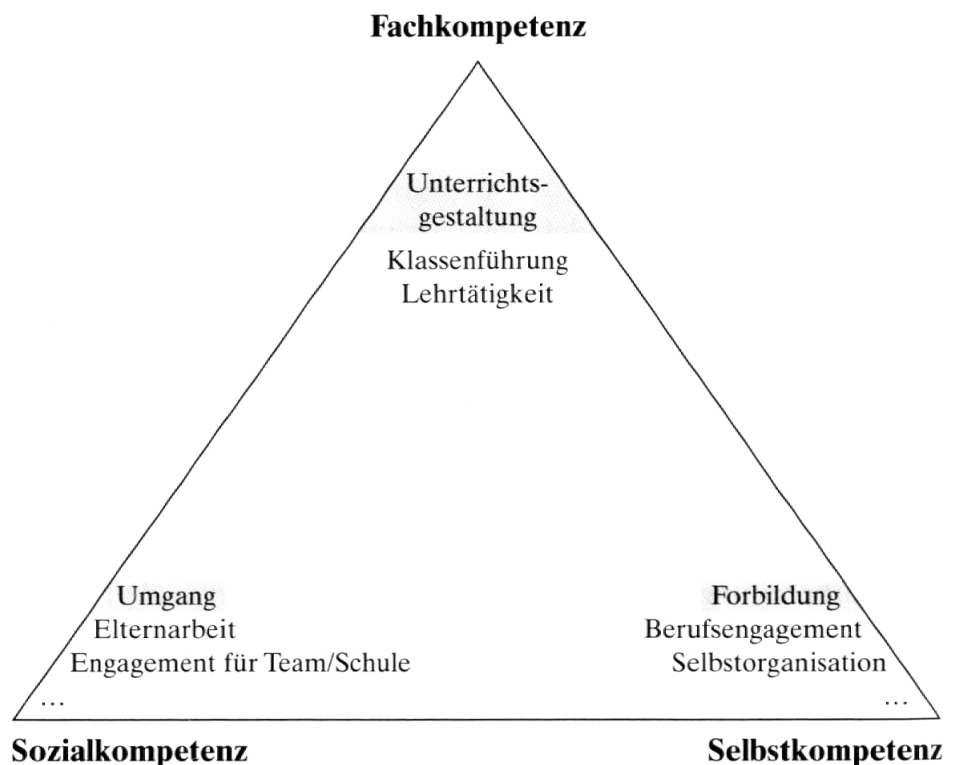 Fachkompetenz
Unterrichts-
gestaltung
Klassenführung
Lehrtätigkeit
Umgang
Elternarbeit
Engagement für Team/Schule
...
Forbildung
Berufsengagement
Selbstorganisation
...
Sozialkompetenz
Selbstkompetenz